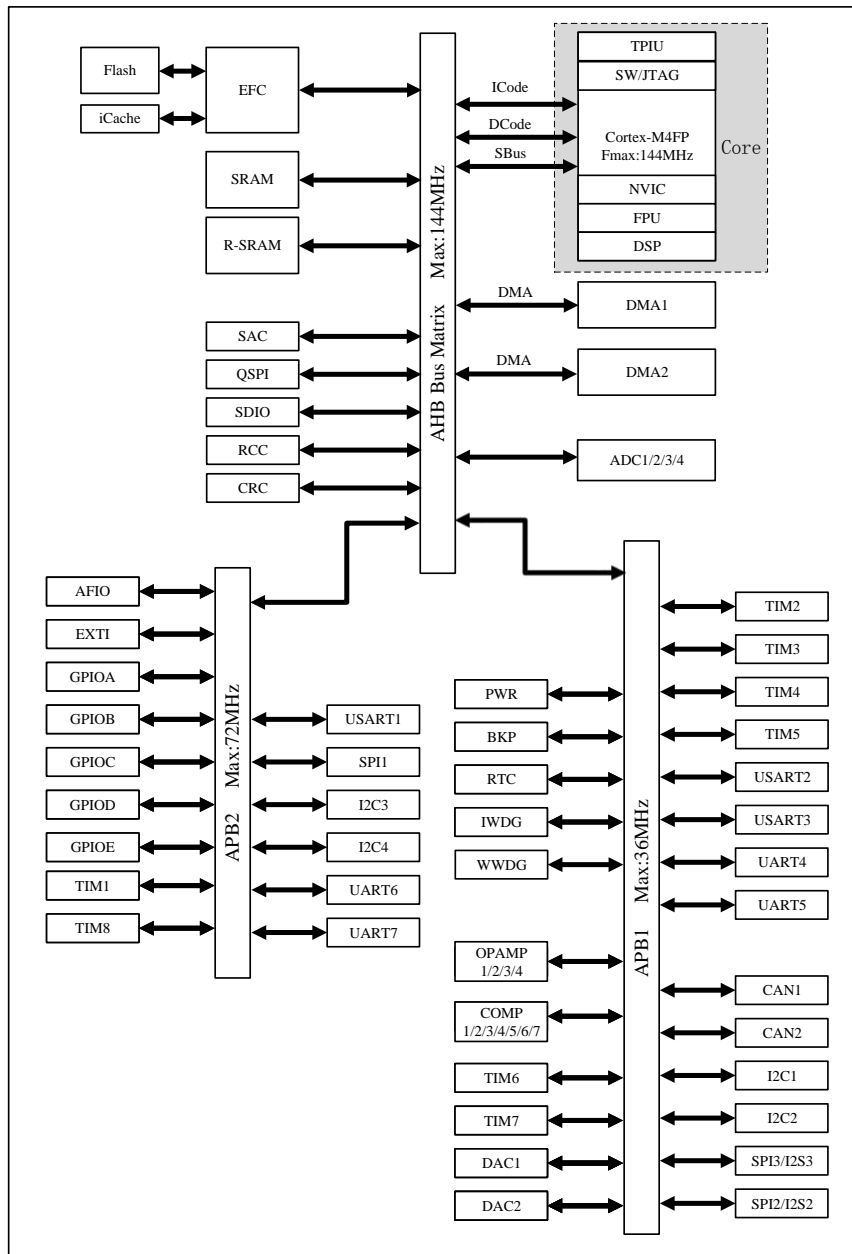 Flash
iCache
EFC
SRAM
R-SRAM
SAC
QSPI
SDIO
RCC
CRC
AHB Bus Matrix Max:144MHz
ICode
DCode
SBus
TPIU
SW/JTAG
Cortex-M4FP
Fmax:144MHz
NVIC
FPU
DSP
Core
DMA
DMA1
DMA
DMA2
ADC1/2/3/4
AFIO
EXTI
GPIOA
GPIOB
GPIOC
GPIOD
GPIOE
TIM1
TIM8
APB2 Max:72MHz
USART1
SPI1
I2C3
I2C4
UART6
UART7
PWR
BKP
RTC
IWDG
WWDG
OPAMP
1/2/3/4
COMP
1/2/3/4/5/6/7
TIM6
TIM7
DAC1
DAC2
APB1 Max:36MHz
TIM2
TIM3
TIM4
TIM5
USART2
USART3
UART4
UART5
CAN1
CAN2
I2C1
I2C2
SPI3/I2S3
SPI2/I2S2